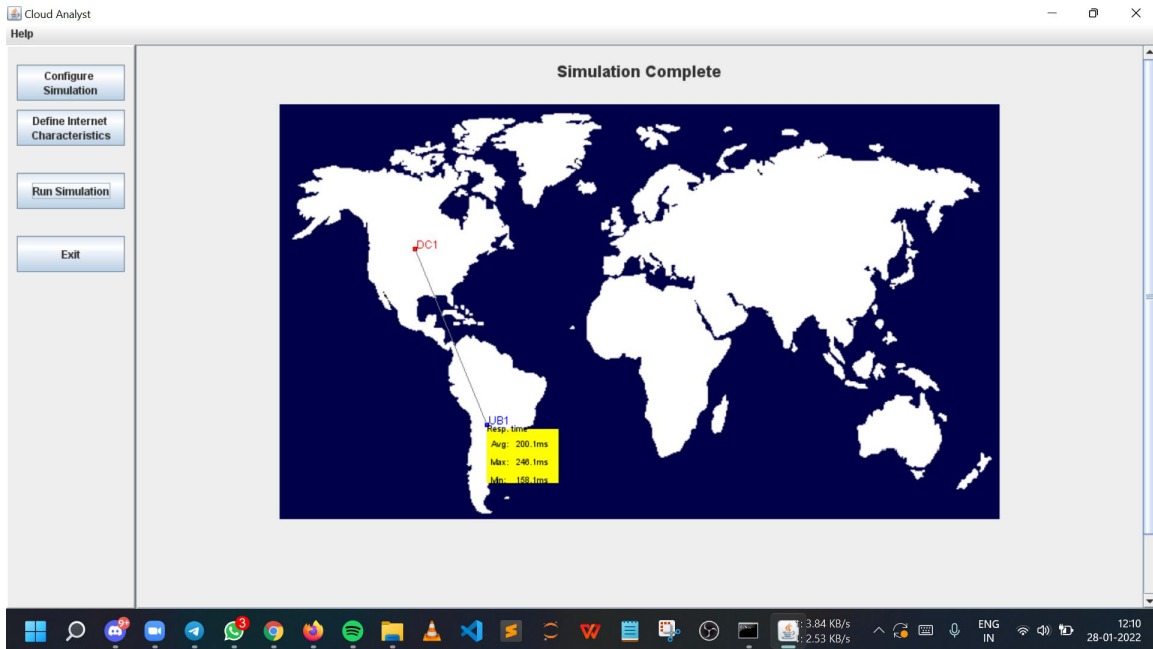 Cloud Analyst
Help
Configure
Simulation
Define Internet
Characteristics
Run Simulation
Exit
Simulation Complete
DC1
UB1
Resp. time
Avg: 200.1ms
Max: 246.1ms
Min: 158.1ms
9+
3
: 3.84 KB/s
: 2.53 KB/s
ENG
IN
12:10
28-01-2022